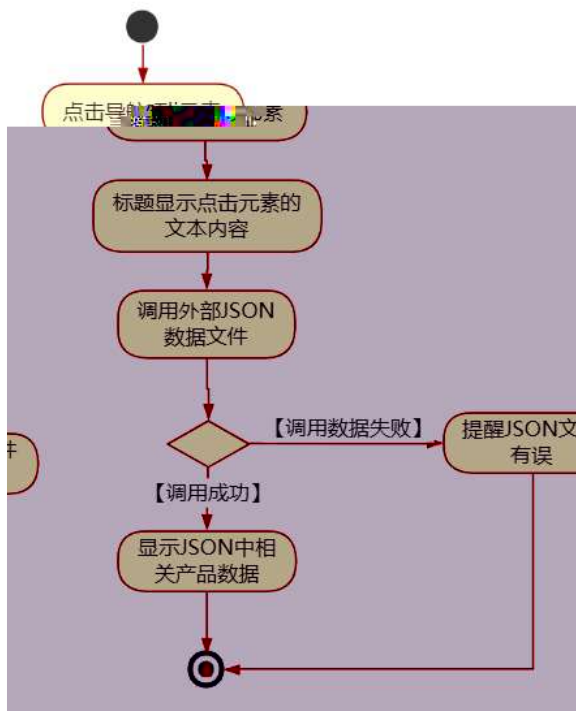 点击导航
元素
标题显示点击元素的
文本内容
调用外部JSON
数据文件
【调用数据失败】
提醒JSON文
有误
件
【调用成功】
显示JSON中相
关产品数据